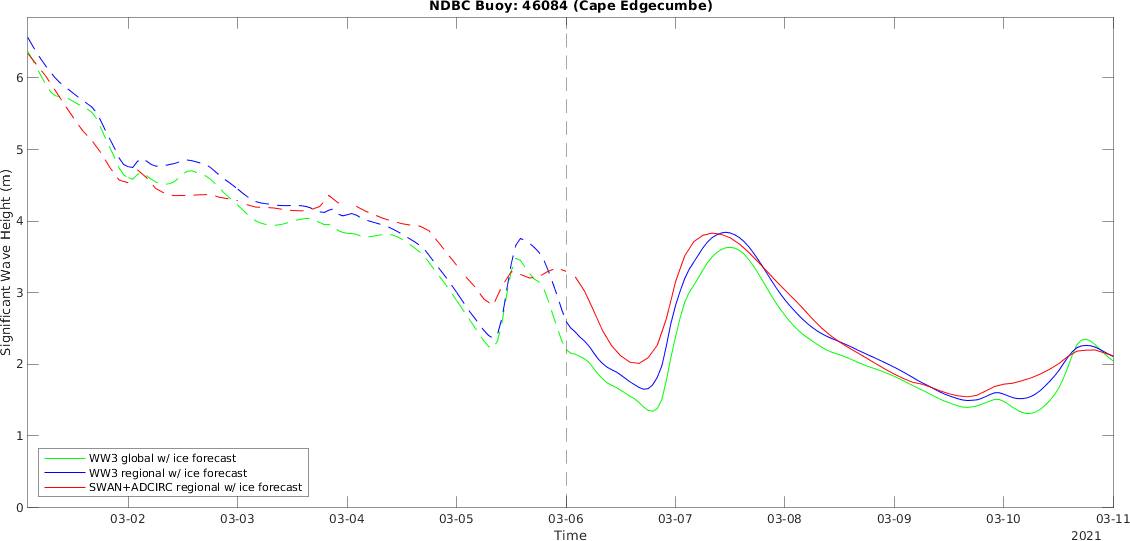 NDBC Buoy: 46084 (Cape Edgecumbe)
Significant Wave Height (m)
6
5
4
3
2
1
0
WW3 global w/ ice forecast
WW3 regional w/ ice forecast
SWAN+ADCIRC regional w/ ice forecast
03-02 03-03 03-04 03-05 03-06 03-07 03-08 03-09 03-10 03-11
Time
2021